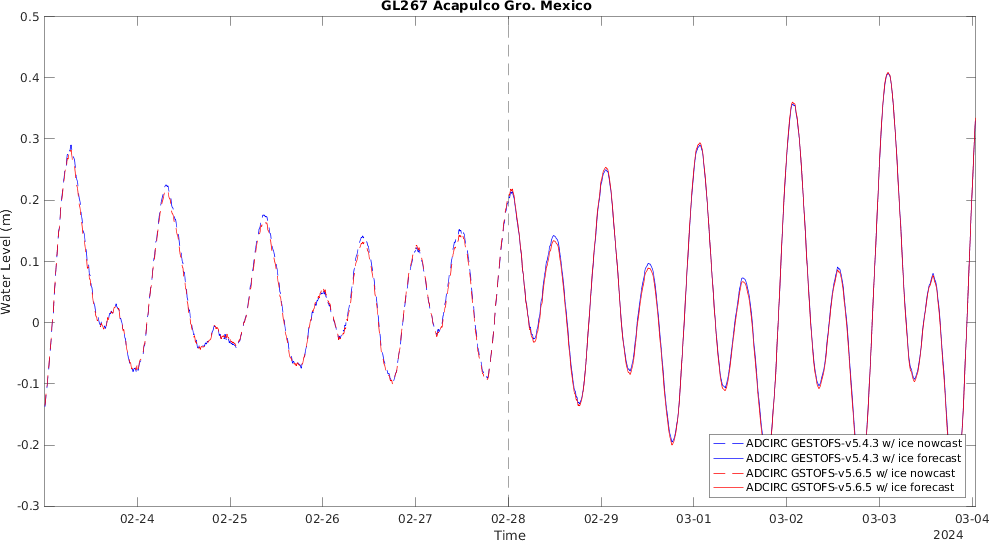 GL267 Acapulco Gro. Mexico
0.5
0.4
0.3
0.2
0.1
0
-0.1
-0.2
-0.3
Water Level (m)
02-24 02-25 02-26 02-27 02-28 02-29 03-01 03-02 03-03 03-04
Time
2024
ADCIRC GESTOFS-v5.4.3 w/ ice nowcast
ADCIRC GESTOFS-v5.4.3 w/ ice forecast
ADCIRC GSTOFS-v5.6.5 w/ ice nowcast
ADCIRC GSTOFS-v5.6.5 w/ ice forecast